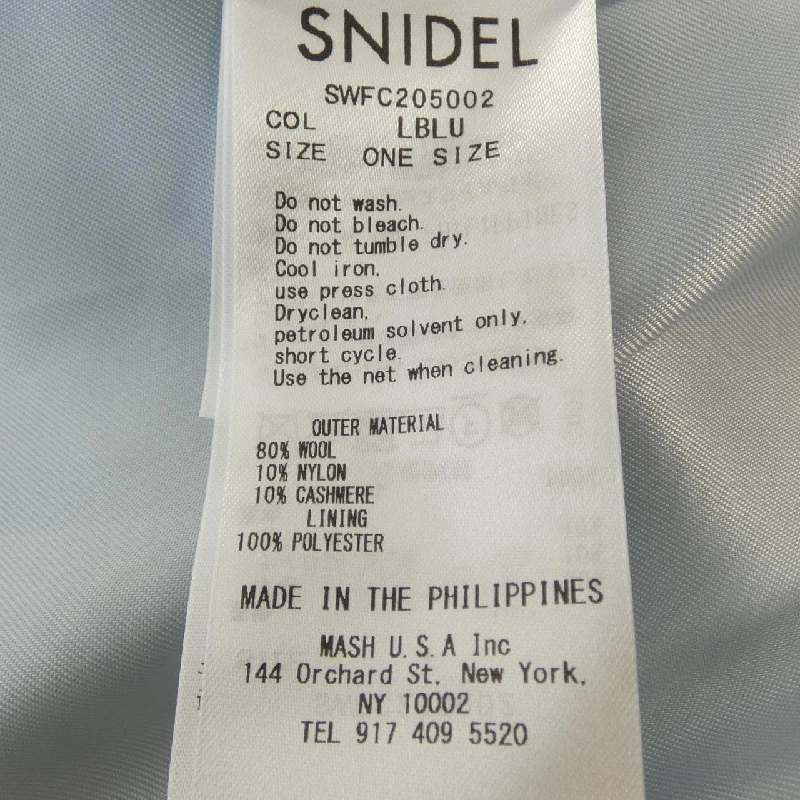 SNIDEL
SWFC205002
COL LBLU
SIZE ONE SIZE
Do not wash.
Do not bleach.
Do not tumble dry.
Cool iron,
use press cloth.
Dryclean,
petroleum solvent only,
short cycle.
Use the net when cleaning.
OUTER MATERIAL
80% WOOL
10% NYLON
10% CASHMERE
LINING
100% POLYESTER
MADE IN THE PHILIPPINES
MASH U.S.A Inc
144 Orchard St, New York,
NY 10002
TEL 917 409 5520